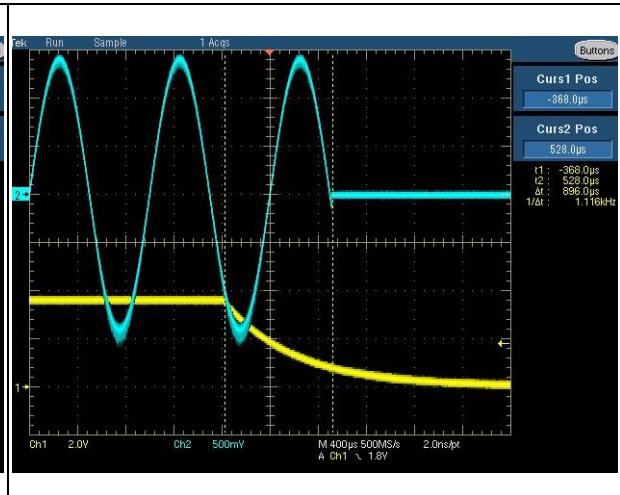 Tek Run Sample 1 Acqs
Buttons
Curs1 Pos
-368.0µs
Curs2 Pos
528.0µs
t1: -368.0µs
t2: 528.0µs
Δt: 896.0µs
1/Δt: 1.116kHz
2
1
Ch1 2.0V Ch2 500mV M 400µs 500MS/s 2.0ns/pt
A Ch1 \ 1.8V